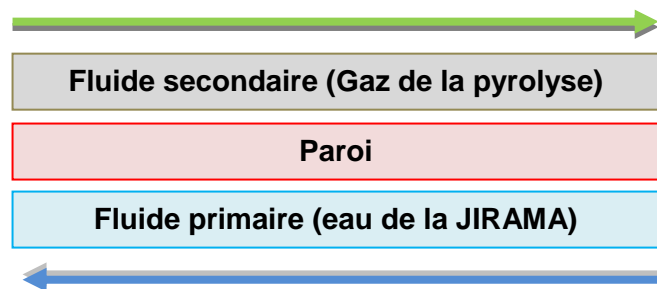 Fluide secondaire (Gaz de la pyrolyse)
Paroi
Fluide primaire (eau de la JIRAMA)